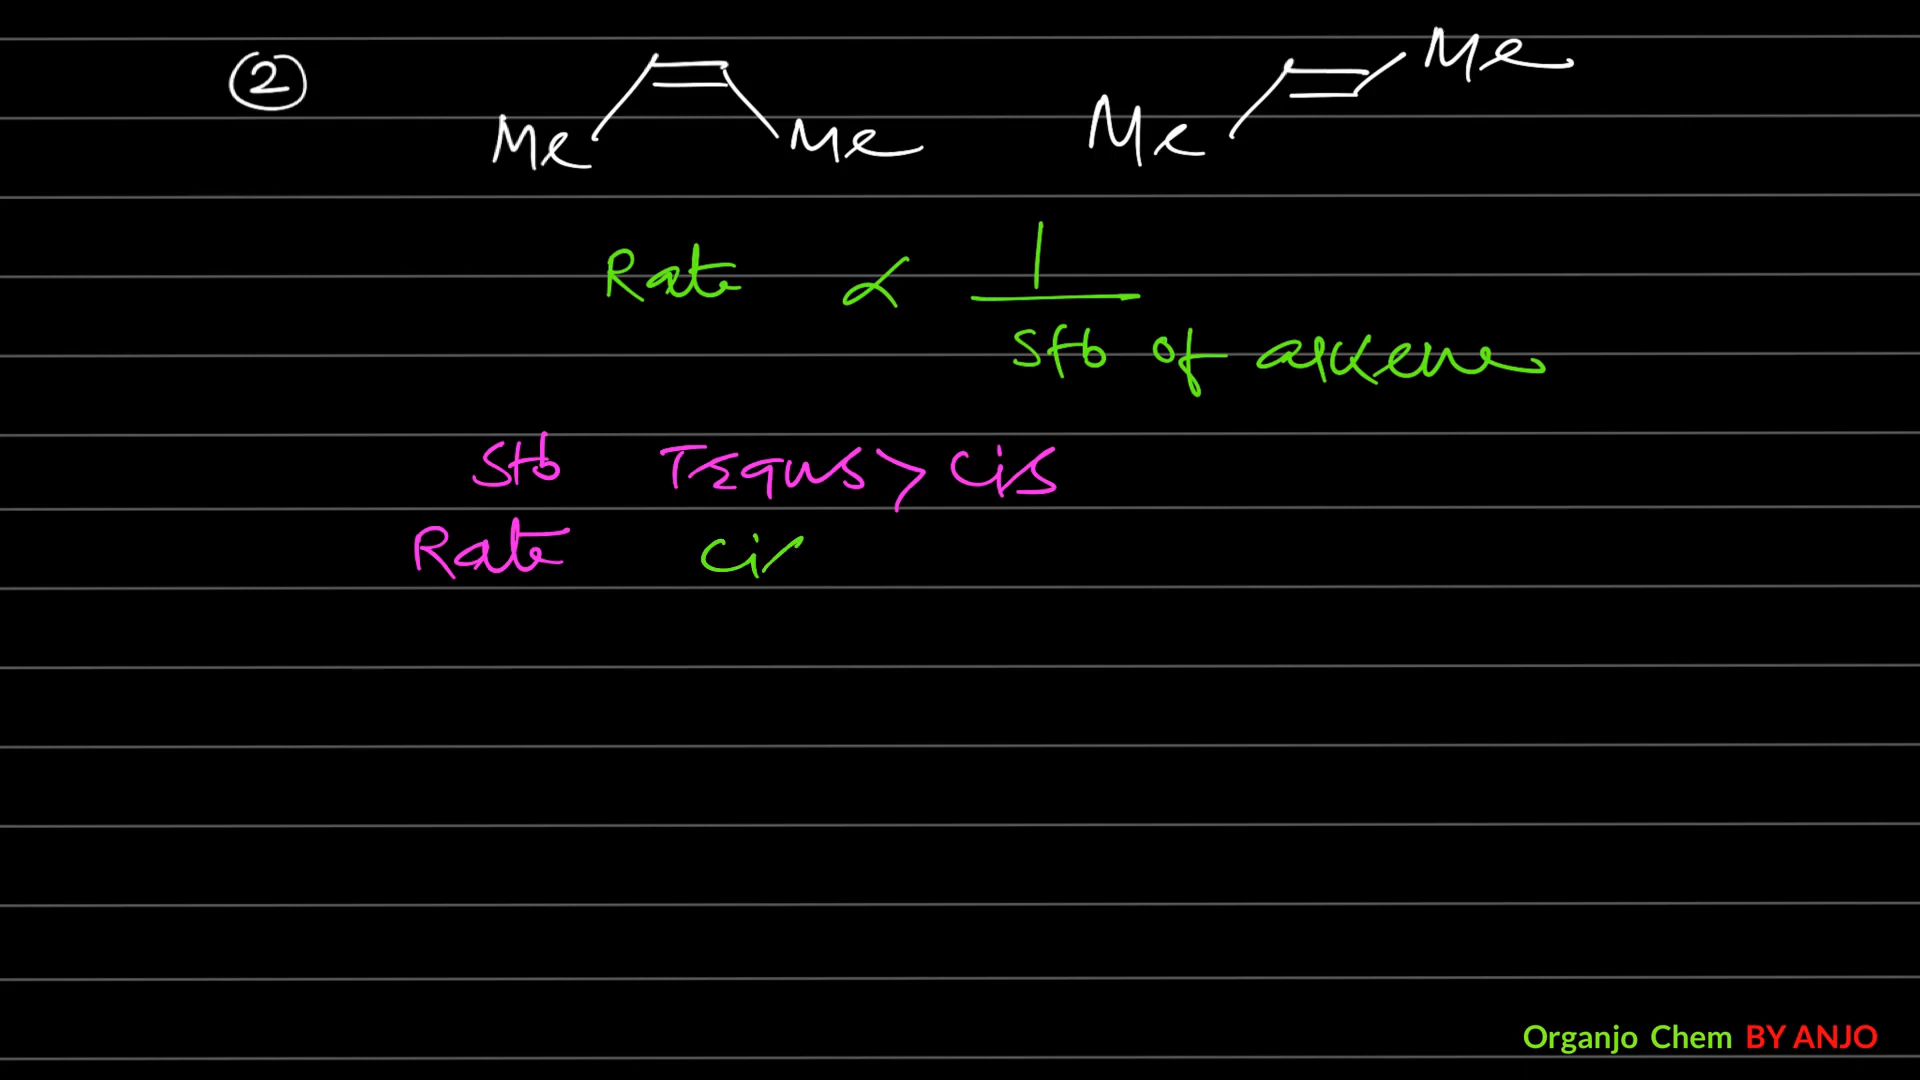 ② Me Me Me Me
Rate ∝ 1
stb of alkene
Stb Trans > Cis
Rate Cis
Organjo Chem BY ANJO